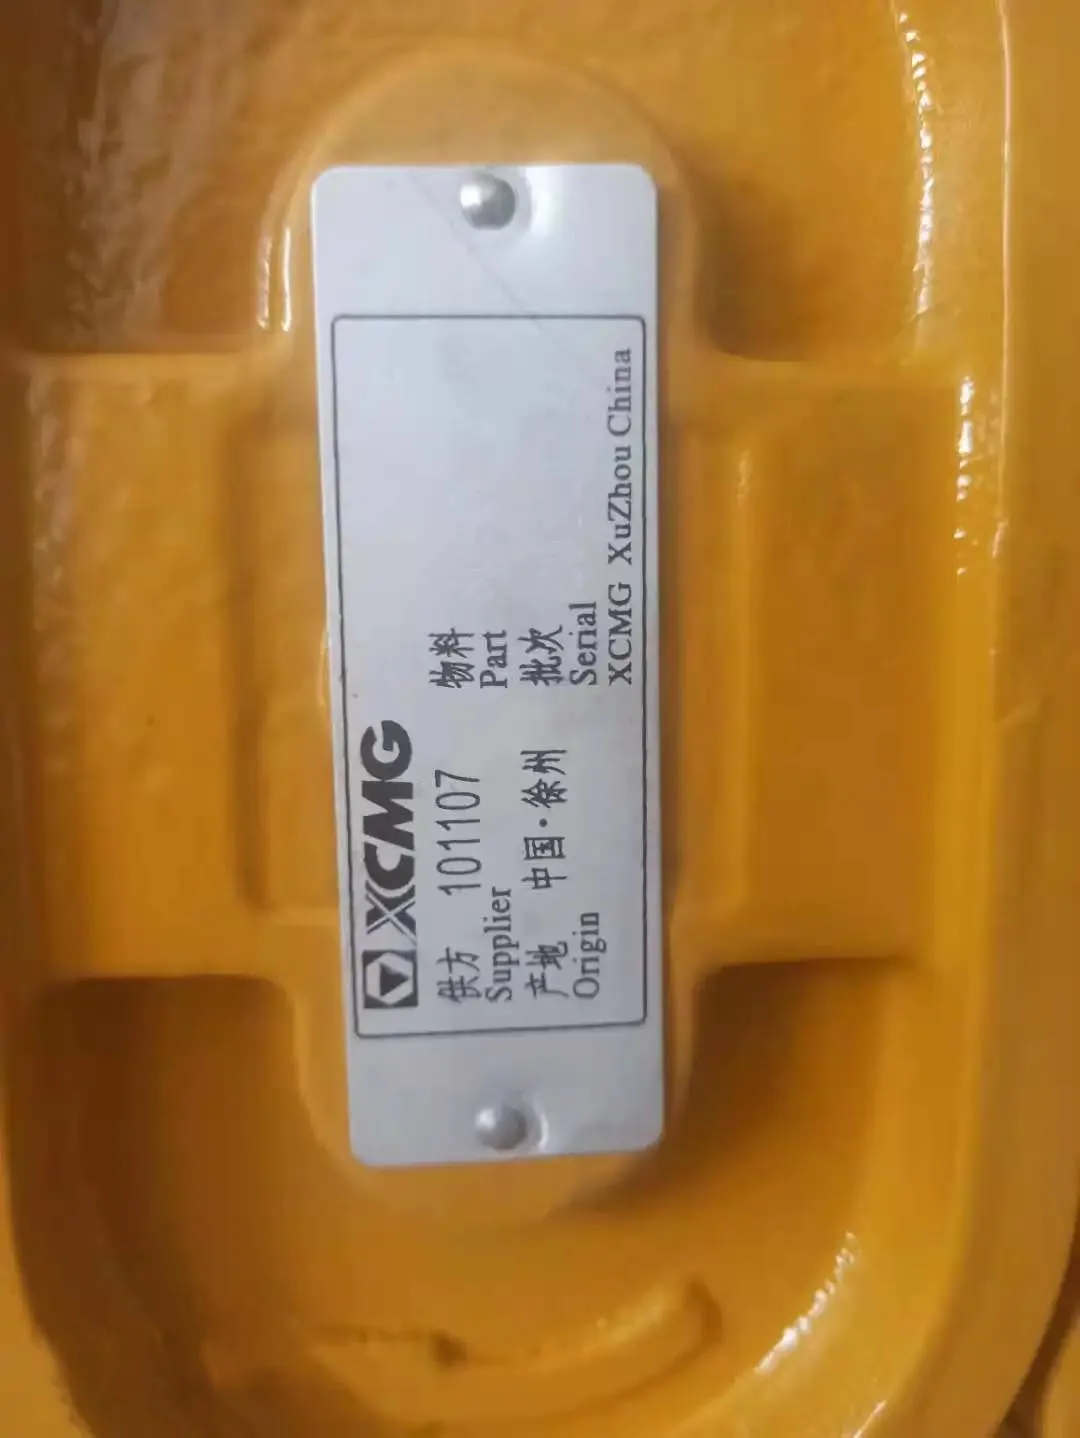 XCMG
供方 101107 物料
Supplier Part
产地 中国·徐州 批次
Origin Serial
XCMG XuZhou China